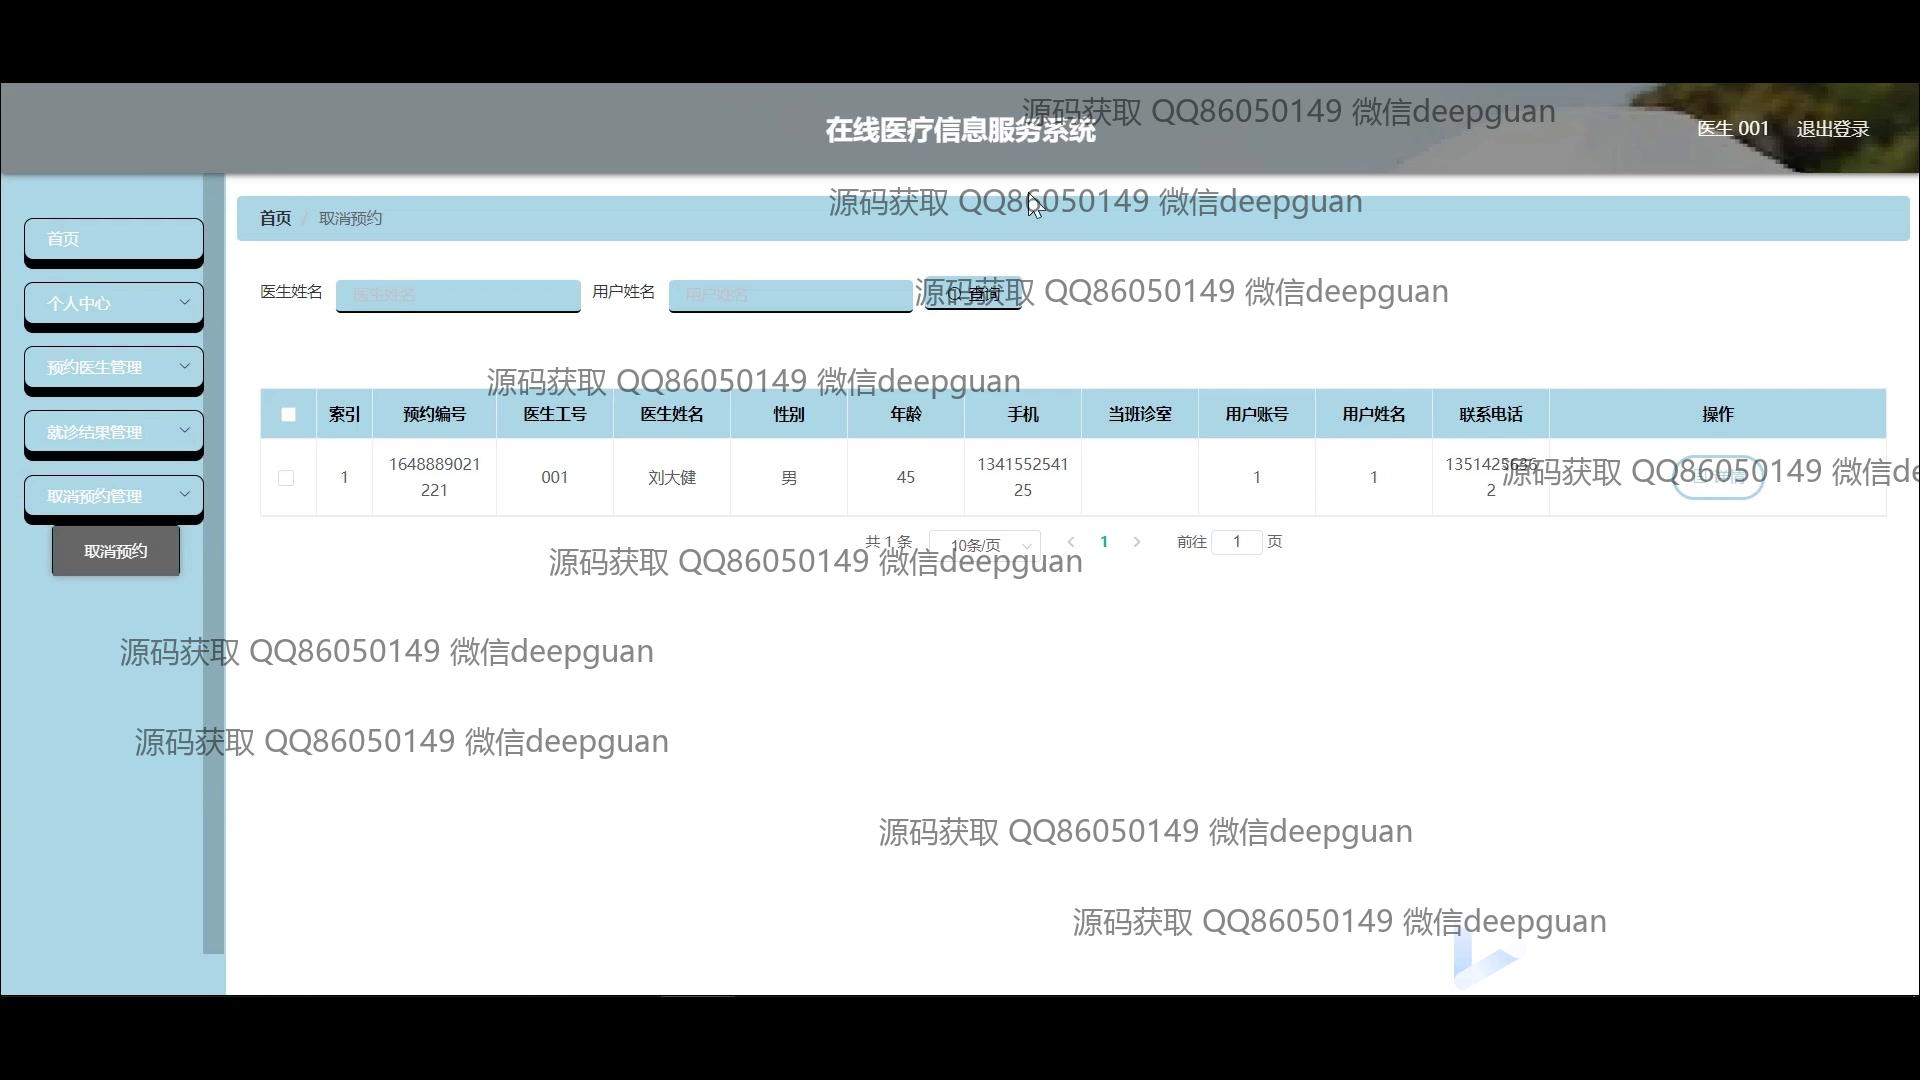 源码获取 QQ86050149 微信deepguan
在线医疗信息服务系统
医生 001 退出登录
源码获取 QQ86050149 微信deepguan
首页 / 取消预约
首页
医生姓名 医生姓名 用户姓名 用户姓名 查询
源码获取 QQ86050149 微信deepguan
个人中心
预约医生管理
源码获取 QQ86050149 微信deepguan
索引 预约编号 医生工号 医生姓名 性别 年龄 手机 当班诊室 用户账号 用户姓名 联系电话 操作
就诊结果管理
1 1648889021221 001 刘大健 男 45 134155254125 1 1
源码获取 QQ86050149 微信de
取消预约管理
共 1 条 10条/页 1 前往 1 页
取消预约
源码获取 QQ86050149 微信deepguan
源码获取 QQ86050149 微信deepguan
源码获取 QQ86050149 微信deepguan
源码获取 QQ86050149 微信deepguan
源码获取 QQ86050149 微信deepguan